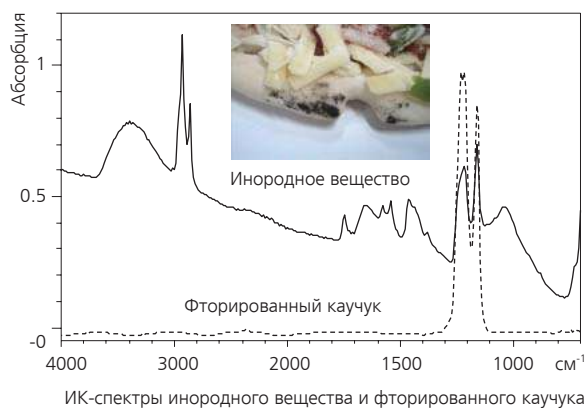 Абсорбция
1
0.5
-0
Инородное вещество
Фторированный каучук
4000 3000 2000 1500 1000 см-1
ИК-спектры инородного вещества и фторированного каучука